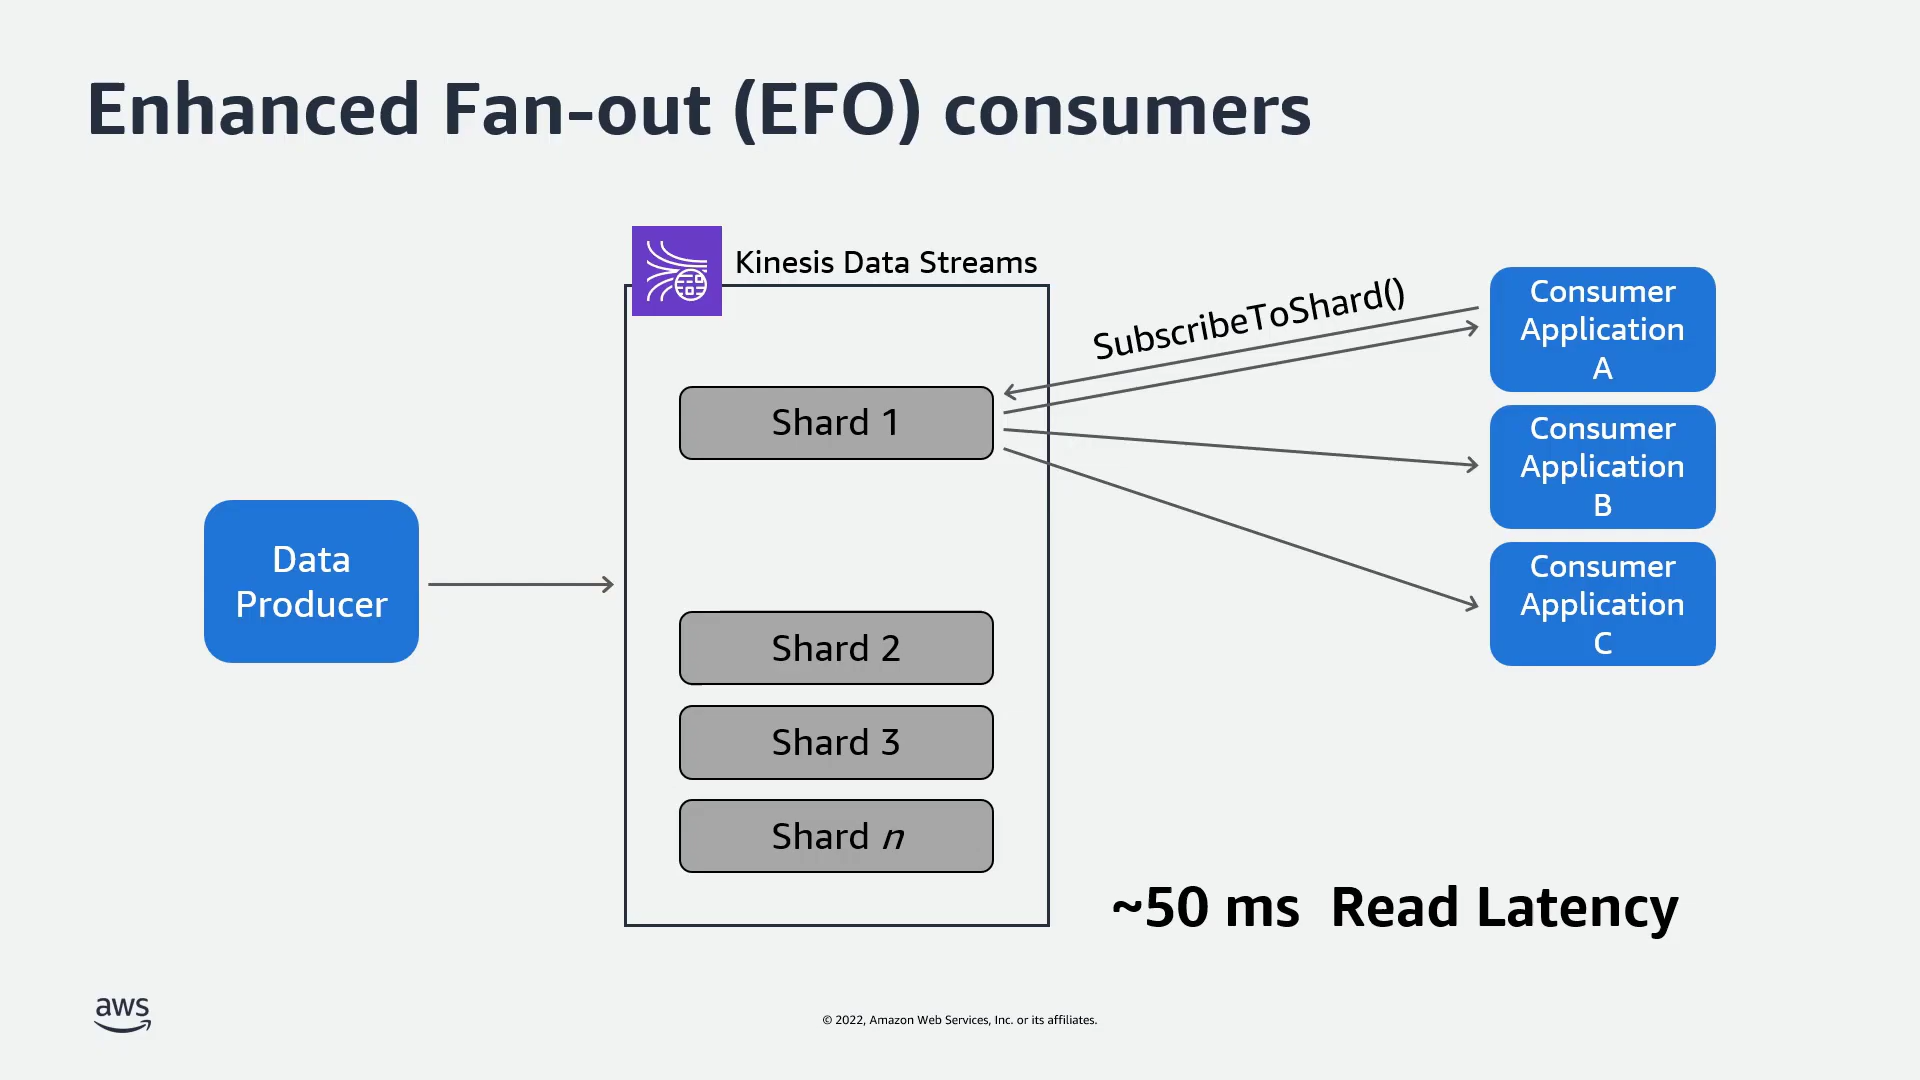 Enhanced Fan-out (EFO) consumers
Kinesis Data Streams
SubscribeToShard()
Consumer
Application
A
Shard 1
Consumer
Application
B
Data
Producer
Consumer
Application
C
Shard 2
Shard 3
Shard n
~50 ms  Read Latency
aws
© 2022, Amazon Web Services, Inc. or its affiliates.